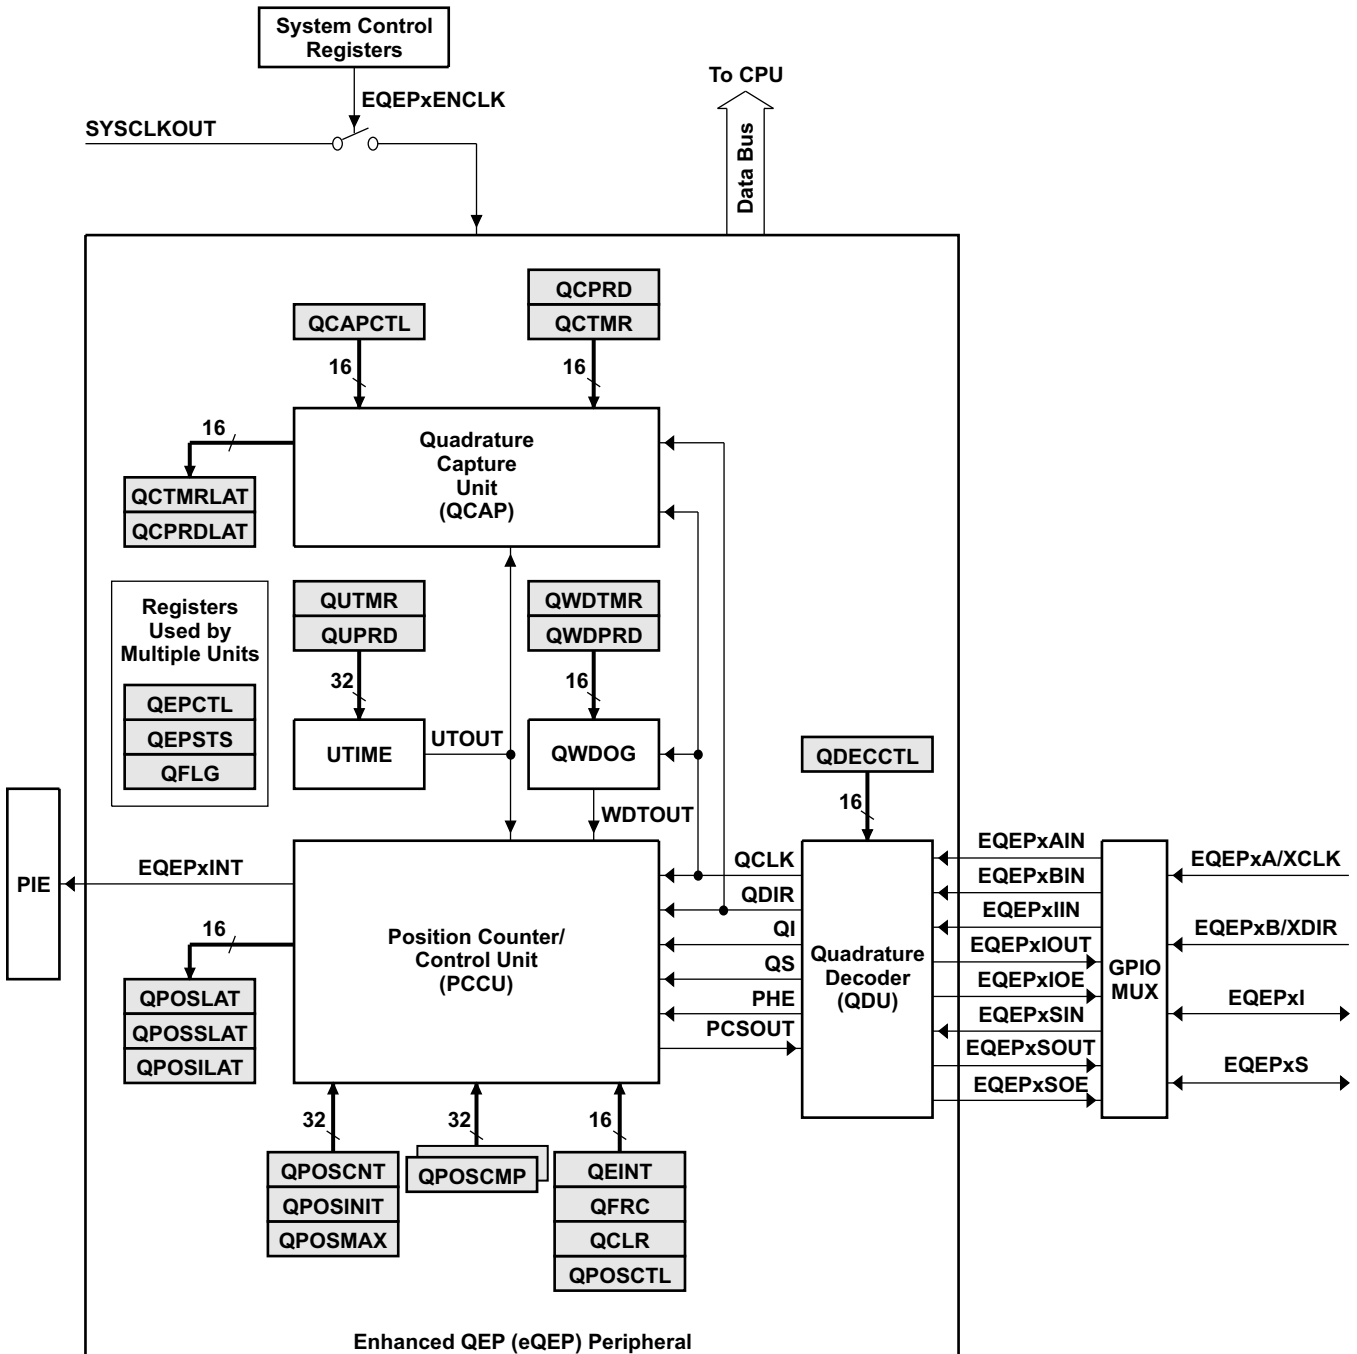 System Control
Registers
To CPU
EQEPxENCLK
SYSCLKOUT
Data Bus
QCPRD
QCAPCTL
QCTMR
16
16
16
Quadrature
Capture
Unit
(QCAP)
QCTMRLAT
QCPRDLAT
Registers
Used by
Multiple Units
QEPCTL
QEPSTS
QFLG
QUTMR
QUPRD
QWDTMR
QWDPRD
32
16
UTIME
UTOUT
QWDOG
QDECCTL
WDTOUT
16
PIE
EQEPxINT
16
Position Counter/
Control Unit
(PCCU)
QCLK
QDIR
QI
QS
PHE
PCSOUT
Quadrature
Decoder
(QDU)
EQEPxAIN
EQEPxBIN
EQEPxIIN
EQEPxIOUT
EQEPxIOE
EQEPxSIN
EQEPxSOUT
EQEPxSOE
GPIO
MUX
EQEPxA/XCLK
EQEPxB/XDIR
EQEPxI
EQEPxS
QPOSLAT
QPOSSLAT
QPOSILAT
32
32
16
QPOSCNT
QPOSINIT
QPOSMAX
QPOSCMP
QEINT
QFRC
QCLR
QPOSCTL
Enhanced QEP (eQEP) Peripheral